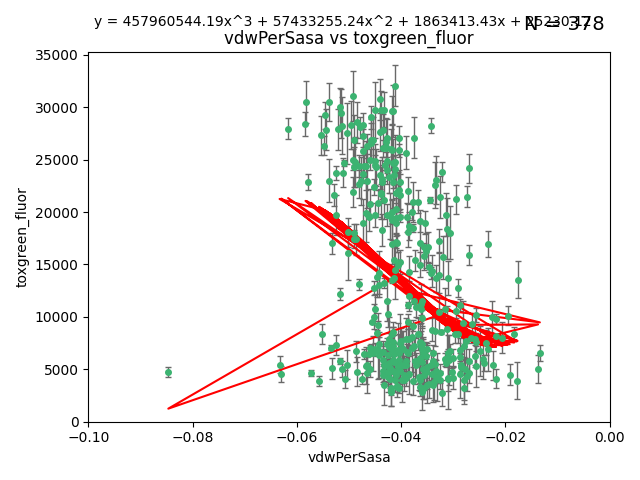 y = 457960544.19x^3 + 57433255.24x^2 + 1863413.43x +
N = 378
vdwPerSasa vs toxgreen_fluor
35000
30000
25000
20000
15000
10000
5000
0
toxgreen_fluor
−0.10
−0.08
−0.06
−0.04
−0.02
0.00
vdwPerSasa